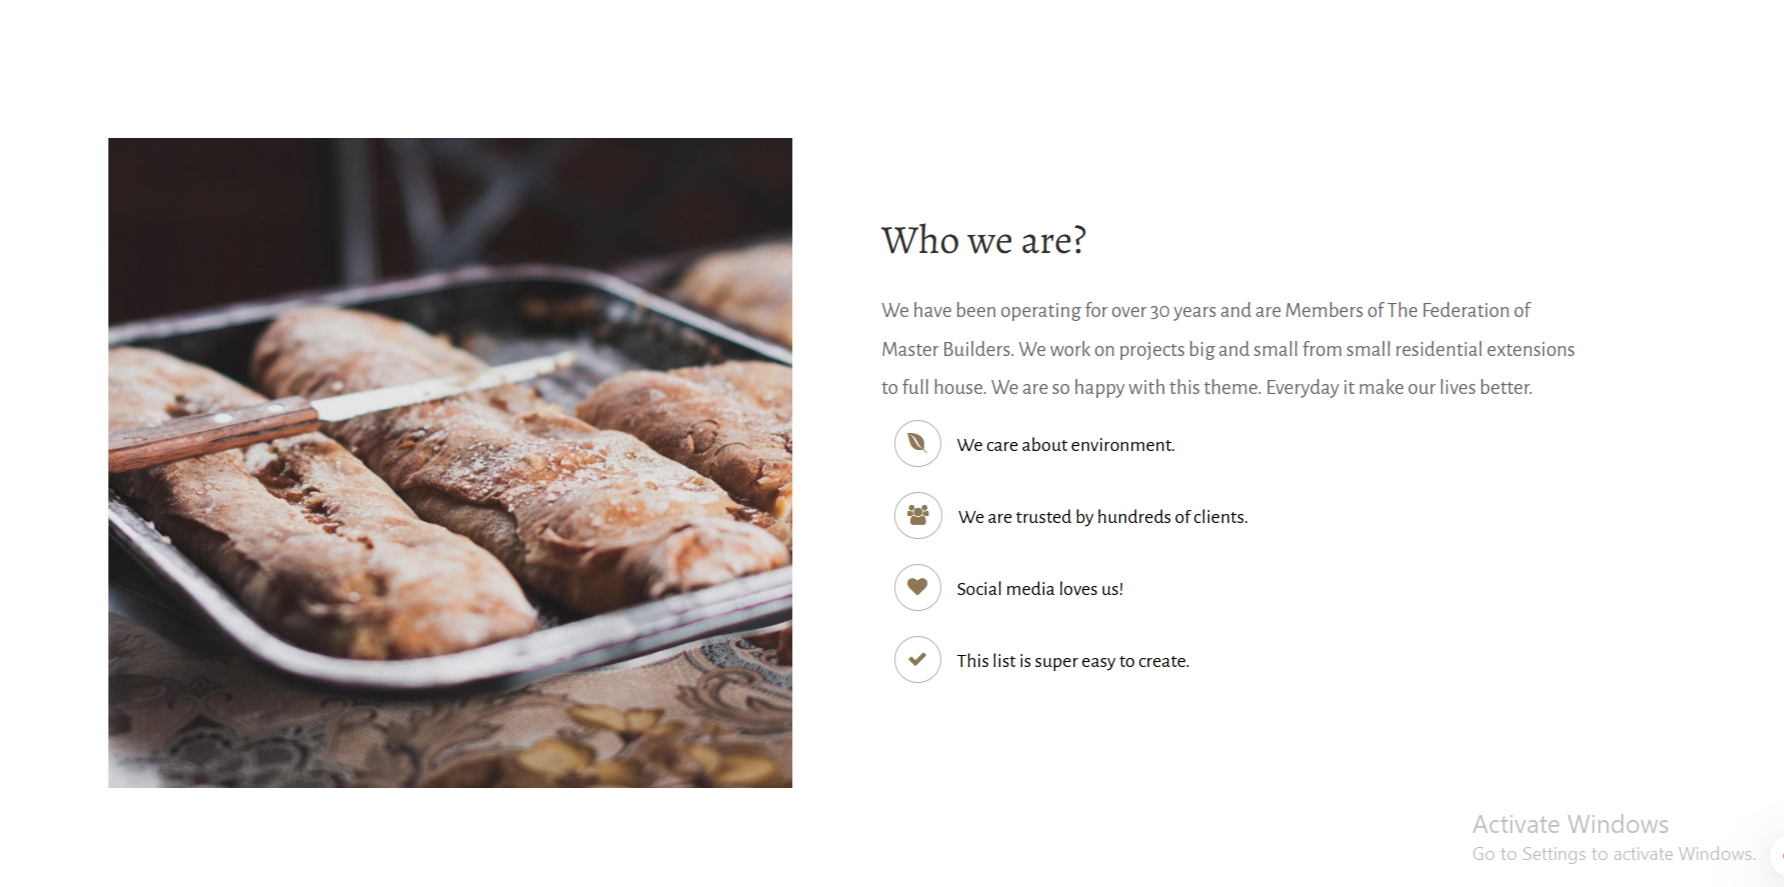 Who we are?
We have been operating for over 30 years and are Members of The Federation of
Master Builders. We work on projects big and small from small residential extensions
to full house. We are so happy with this theme. Everyday it make our lives better.
We care about environment.
We are trusted by hundreds of clients.
Social media loves us!
This list is super easy to create.
Activate Windows
Go to Settings to activate Windows.